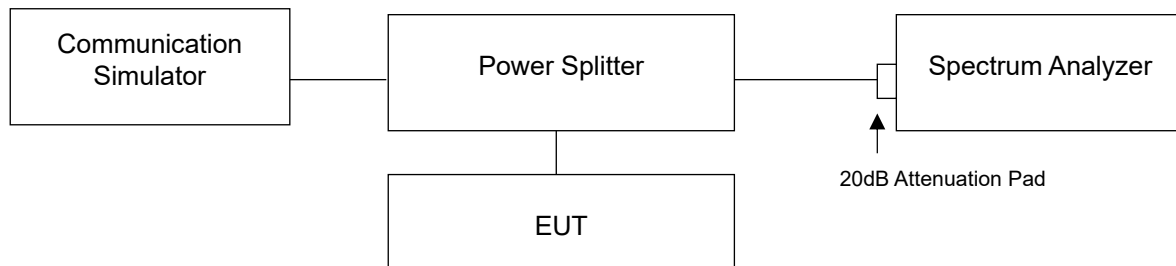 Communication
Simulator
Power Splitter
Spectrum Analyzer
20dB Attenuation Pad
EUT